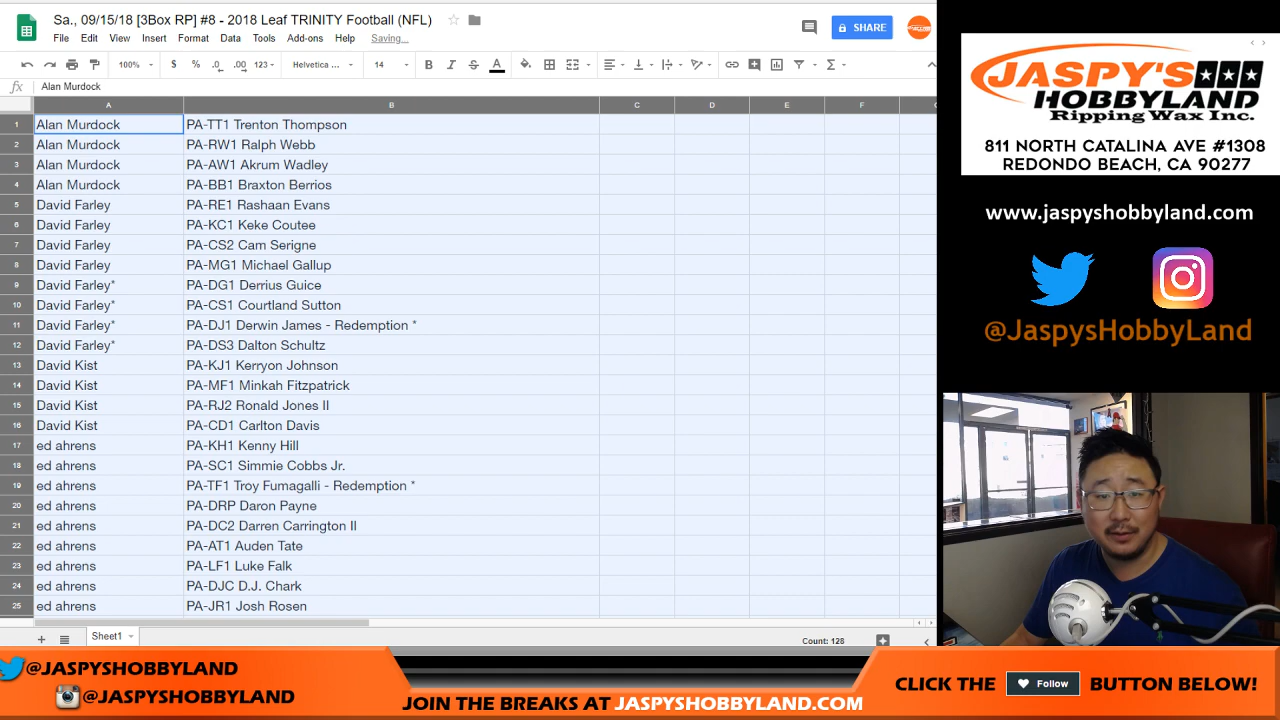 Sa., 09/15/18 [3Box RP] #8 - 2018 Leaf TRINITY Football (NFL)
File Edit View Insert Format Data Tools Add-ons Help Saving...
SHARE
100% $ % .0 .00 123 Helvetica ... 14 B I S A
fx Alan Murdock
A B C D E F
1 Alan Murdock PA-TT1 Trenton Thompson
2 Alan Murdock PA-RW1 Ralph Webb
3 Alan Murdock PA-AW1 Akrum Wadley
4 Alan Murdock PA-BB1 Braxton Berrios
5 David Farley PA-RE1 Rashaan Evans
6 David Farley PA-KC1 Keke Coutee
7 David Farley PA-CS2 Cam Serigne
8 David Farley PA-MG1 Michael Gallup
9 David Farley* PA-DG1 Derrius Guice
10 David Farley* PA-CS1 Courtland Sutton
11 David Farley* PA-DJ1 Derwin James - Redemption *
12 David Farley* PA-DS3 Dalton Schultz
13 David Kist PA-KJ1 Kerryon Johnson
14 David Kist PA-MF1 Minkah Fitzpatrick
15 David Kist PA-RJ2 Ronald Jones II
16 David Kist PA-CD1 Carlton Davis
17 ed ahrens PA-KH1 Kenny Hill
18 ed ahrens PA-SC1 Simmie Cobbs Jr.
19 ed ahrens PA-TF1 Troy Fumagalli - Redemption *
20 ed ahrens PA-DRP Daron Payne
21 ed ahrens PA-DC2 Darren Carrington II
22 ed ahrens PA-AT1 Auden Tate
23 ed ahrens PA-LF1 Luke Falk
24 ed ahrens PA-DJC D.J. Chark
25 ed ahrens PA-JR1 Josh Rosen
Sheet1
Count: 128
JASPY'S
HOBBYLAND
Ripping Wax Inc.
811 NORTH CATALINA AVE #1308
REDONDO BEACH, CA 90277
www.jaspyshobbyland.com
@JaspysHobbyLand
@JASPYSHOBBYLAND
@JASPYSHOBBYLAND
JOIN THE BREAKS AT JASPYSHOBBYLAND.COM
CLICK THE Follow BUTTON BELOW!